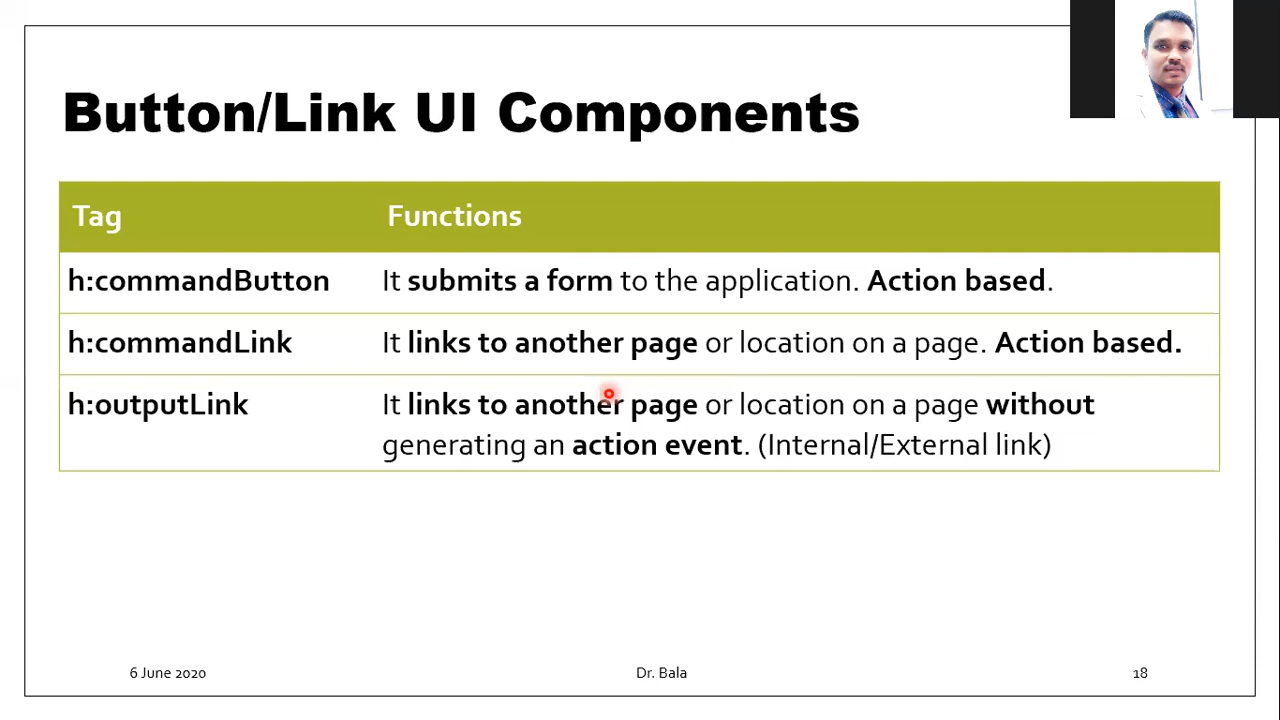 Button/Link UI Components
Tag Functions
h:commandButton It submits a form to the application. Action based.
h:commandLink It links to another page or location on a page. Action based.
h:outputLink It links to another page or location on a page without
generating an action event. (Internal/External link)
6 June 2020 Dr. Bala 18